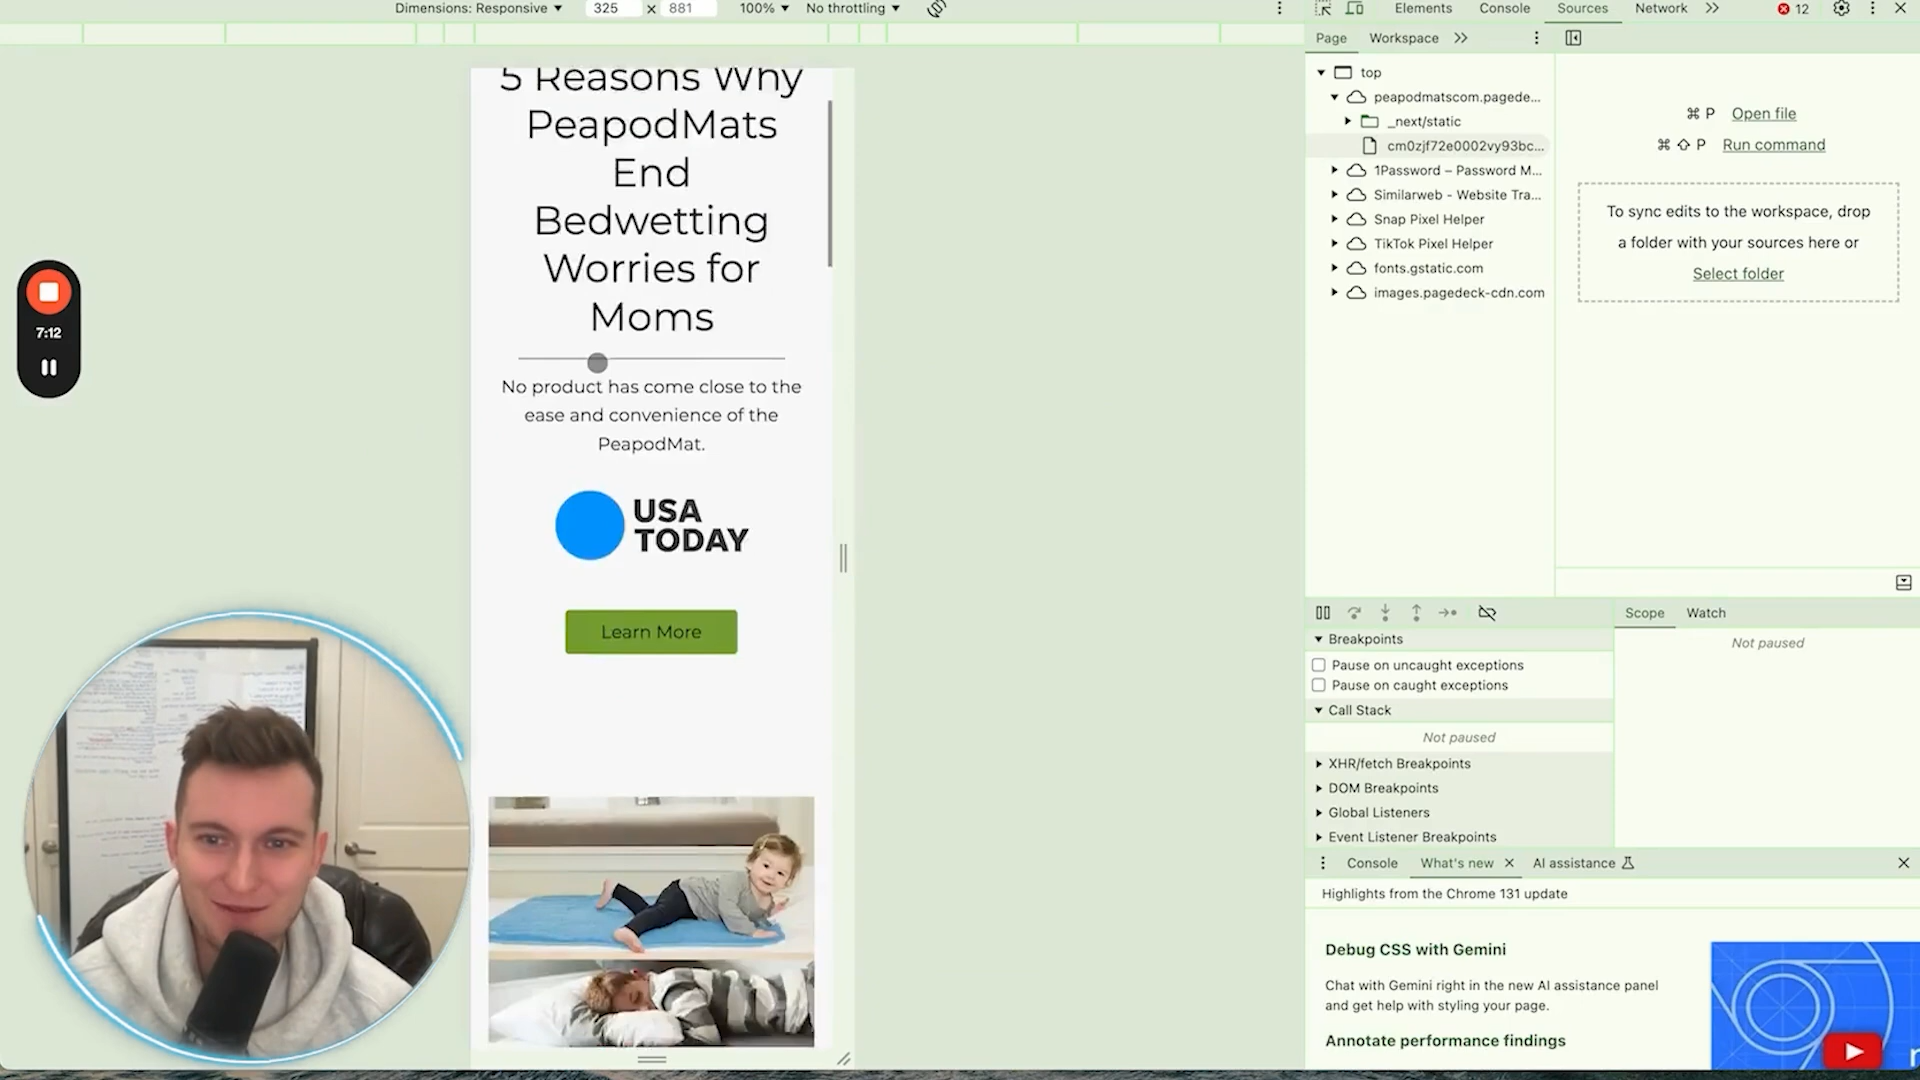 Dimensions: Responsive
325 x 881
100%
No throttling
Elements
Console
Sources
Network
12
Page
Workspace
5 Reasons Why
PeapodMats
End
Bedwetting
Worries for
Moms
No product has come close to the
ease and convenience of the
PeapodMat.
USA
TODAY
Learn More
7:12
top
peapodmatscom.pagede...
_next/static
cm0zjf72e0002vy93bc...
1Password – Password M...
Similarweb - Website Tra...
Snap Pixel Helper
TikTok Pixel Helper
fonts.gstatic.com
images.pagedeck-cdn.com
⌘ P Open file
⌘ ⇧ P Run command
To sync edits to the workspace, drop
a folder with your sources here or
Select folder
Breakpoints
Pause on uncaught exceptions
Pause on caught exceptions
Call Stack
Not paused
XHR/fetch Breakpoints
DOM Breakpoints
Global Listeners
Event Listener Breakpoints
Scope
Watch
Not paused
Console
What's new
AI assistance
Highlights from the Chrome 131 update
Debug CSS with Gemini
Chat with Gemini right in the new AI assistance panel
and get help with styling your page.
Annotate performance findings